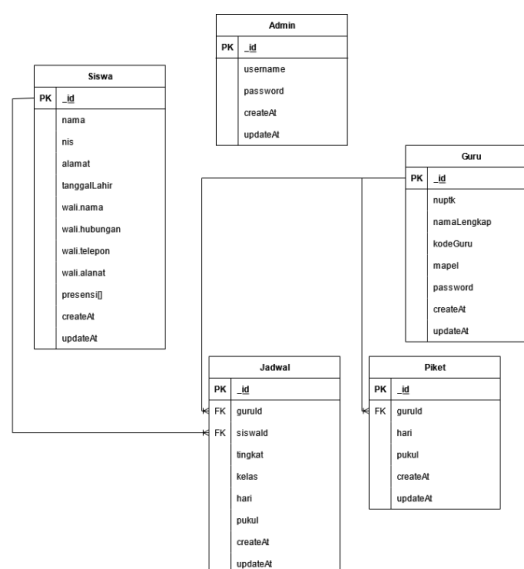 Admin
PK _id
username
password
createAt
updateAt
Siswa
PK _id
nama
nis
alamat
tanggalLahir
wali.nama
wali.hubungan
wali.telepon
wali.alanat
presensi[]
createAt
updateAt
Guru
PK _id
nuptk
namaLengkap
kodeGuru
mapel
password
createAt
updateAt
Jadwal
PK _id
FK guruId
FK siswaId
tingkat
kelas
hari
pukul
createAt
updateAt
Piket
PK _id
FK guruId
hari
pukul
createAt
updateAt